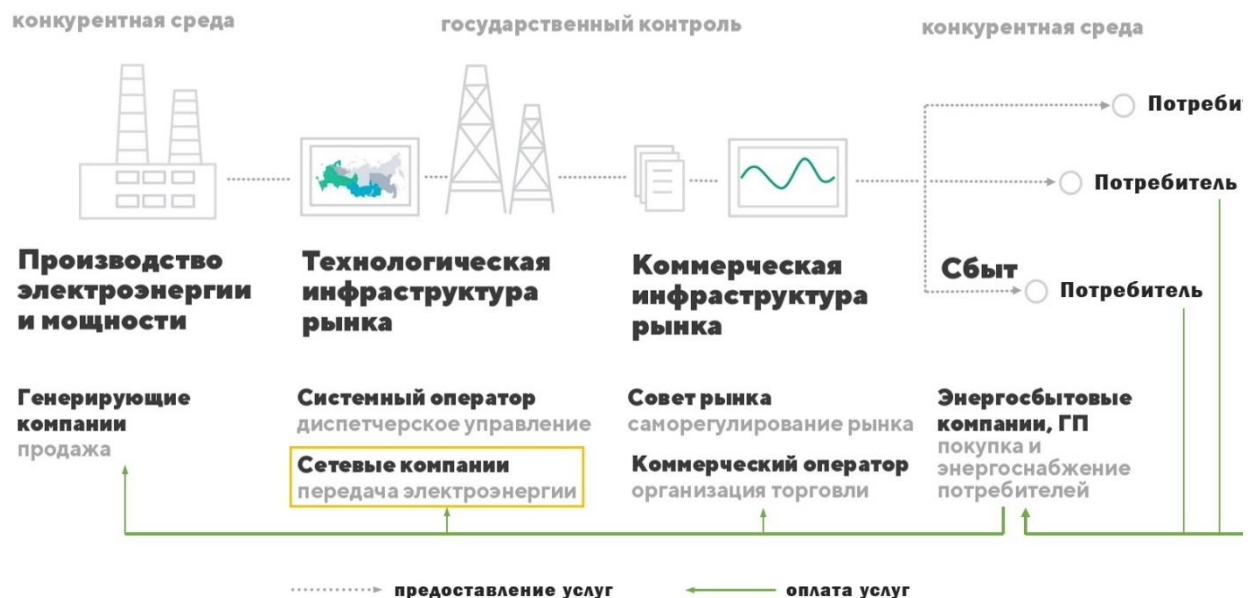 конкурентная среда
государственный контроль
конкурентная среда
Потребит
Потребитель
Сбыт
Потребитель
Производство
электроэнергии
и мощности
Технологическая
инфраструктура
рынка
Коммерческая
инфраструктура
рынка
Генерирующие
компании
продажа
Системный оператор
диспетчерское управление
Сетевые компании
передача электроэнергии
Совет рынка
саморегулирование рынка
Коммерческий оператор
организация торговли
Энергосбытовые
компании, ГП
покупка и
энергоснабжение
потребителей
предоставление услуг
оплата услуг